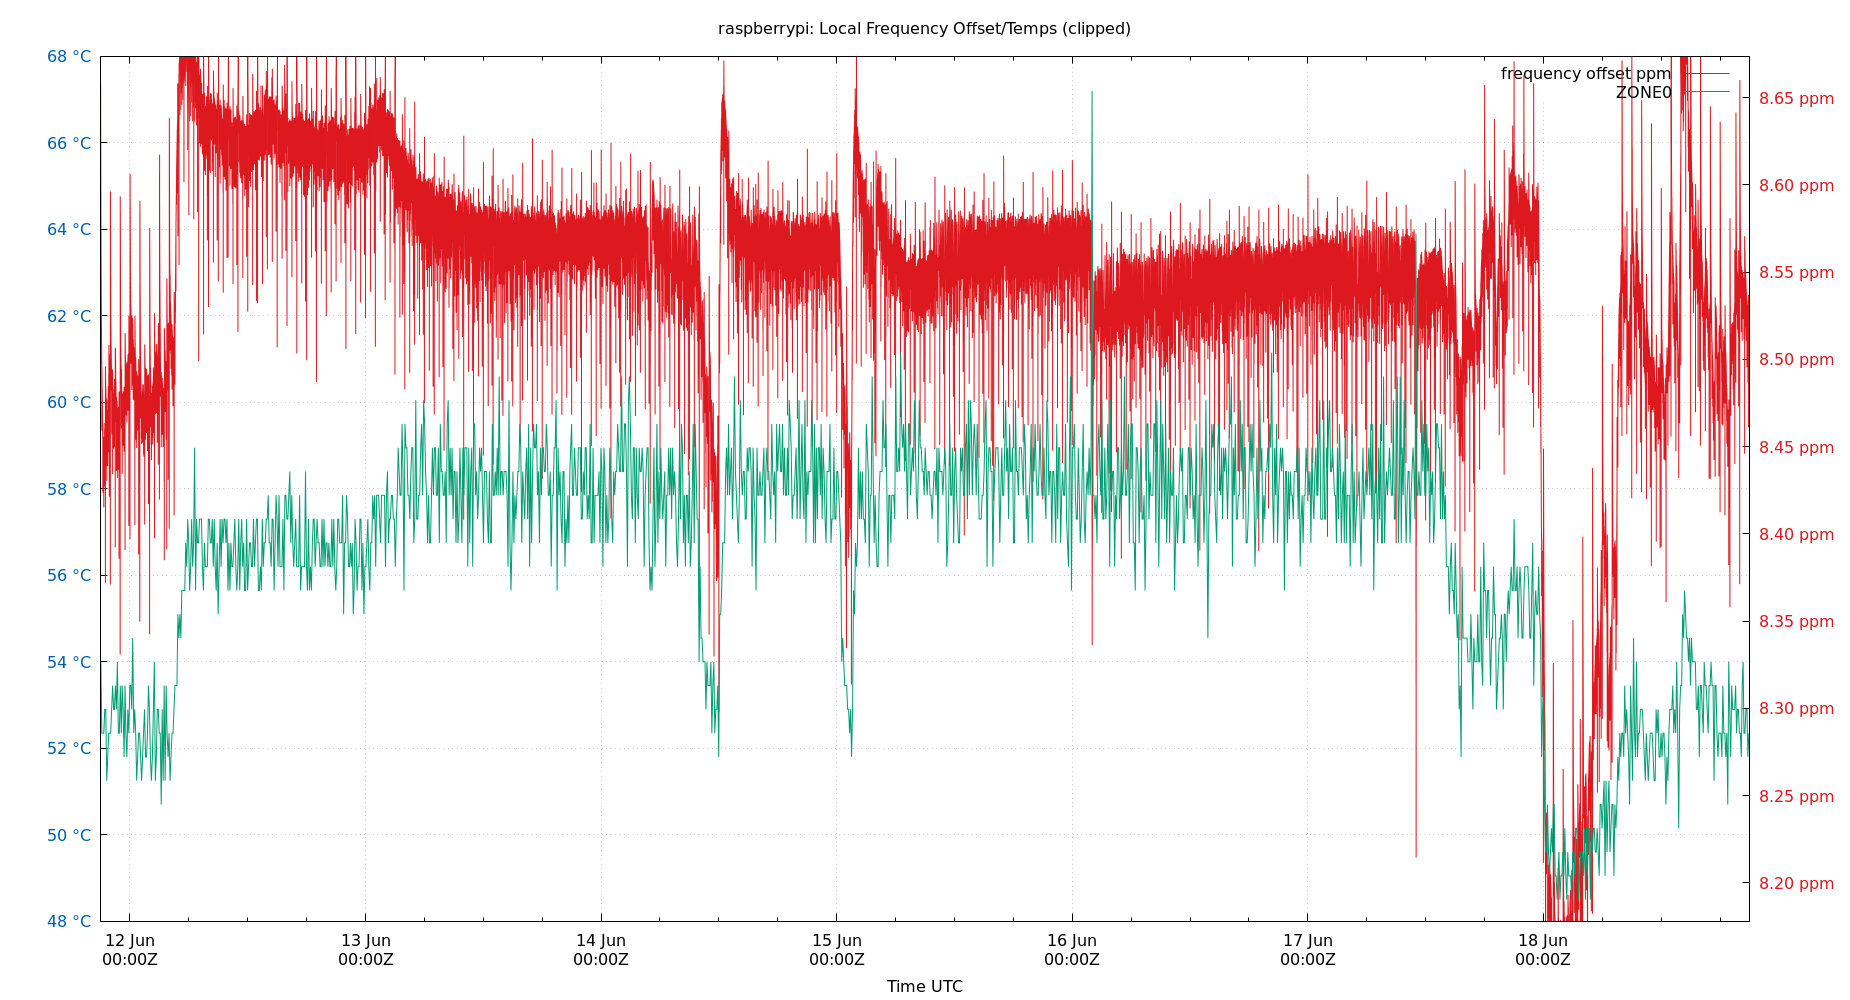 raspberrypi: Local Frequency Offset/Temps (clipped)
68 °C
66 °C
64 °C
62 °C
60 °C
58 °C
56 °C
54 °C
52 °C
50 °C
48 °C
frequency offset ppm
ZONE0
8.65 ppm
8.60 ppm
8.55 ppm
8.50 ppm
8.45 ppm
8.40 ppm
8.35 ppm
8.30 ppm
8.25 ppm
8.20 ppm
12 Jun 13 Jun 14 Jun 15 Jun 16 Jun 17 Jun 18 Jun
00:00Z 00:00Z 00:00Z 00:00Z 00:00Z 00:00Z 00:00Z
Time UTC